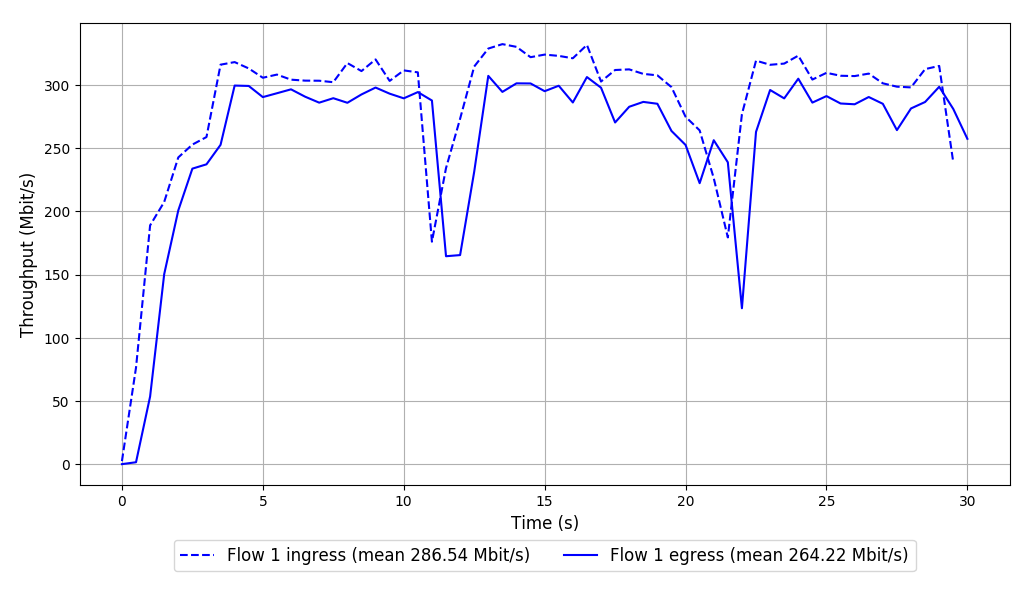 300
250
200
150
100
50
0
Throughput (Mbit/s)
0 5 10 15 20 25 30
Time (s)
Flow 1 ingress (mean 286.54 Mbit/s) Flow 1 egress (mean 264.22 Mbit/s)